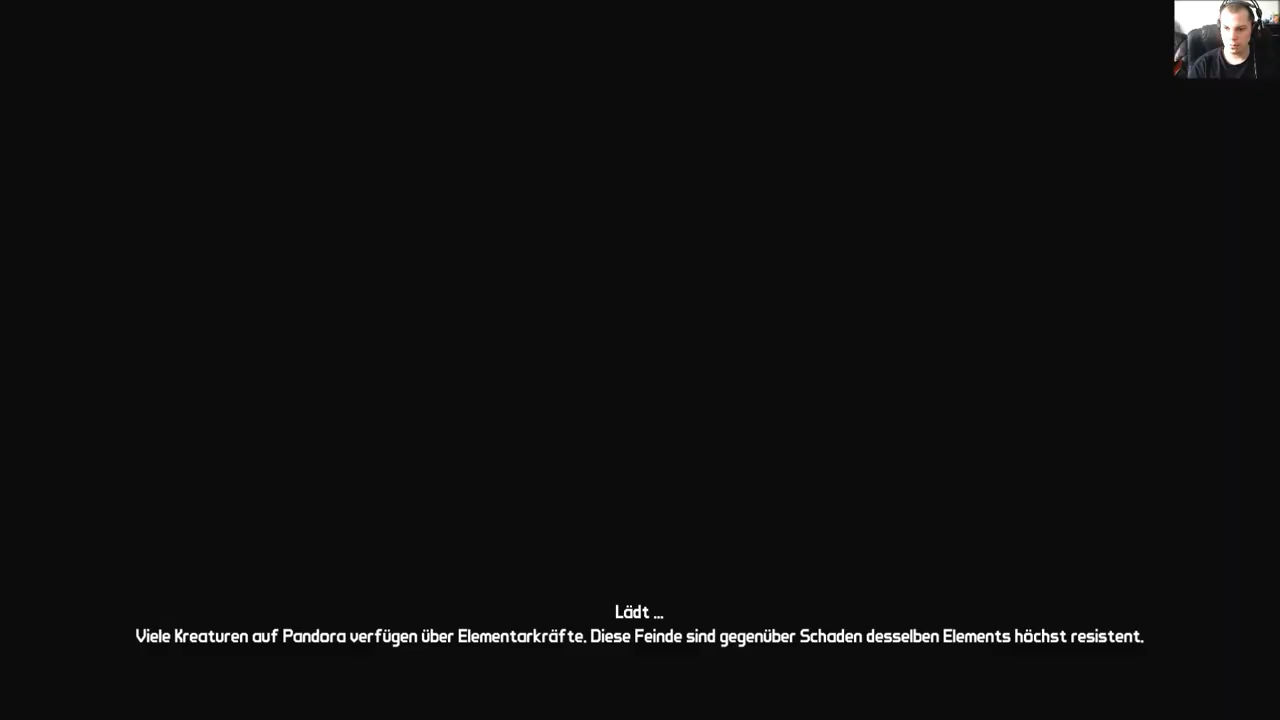 Lädt ...
Viele Kreaturen auf Pandora verfügen über Elementarkräfte. Diese Feinde sind gegenüber Schaden desselben Elements höchst resistent.